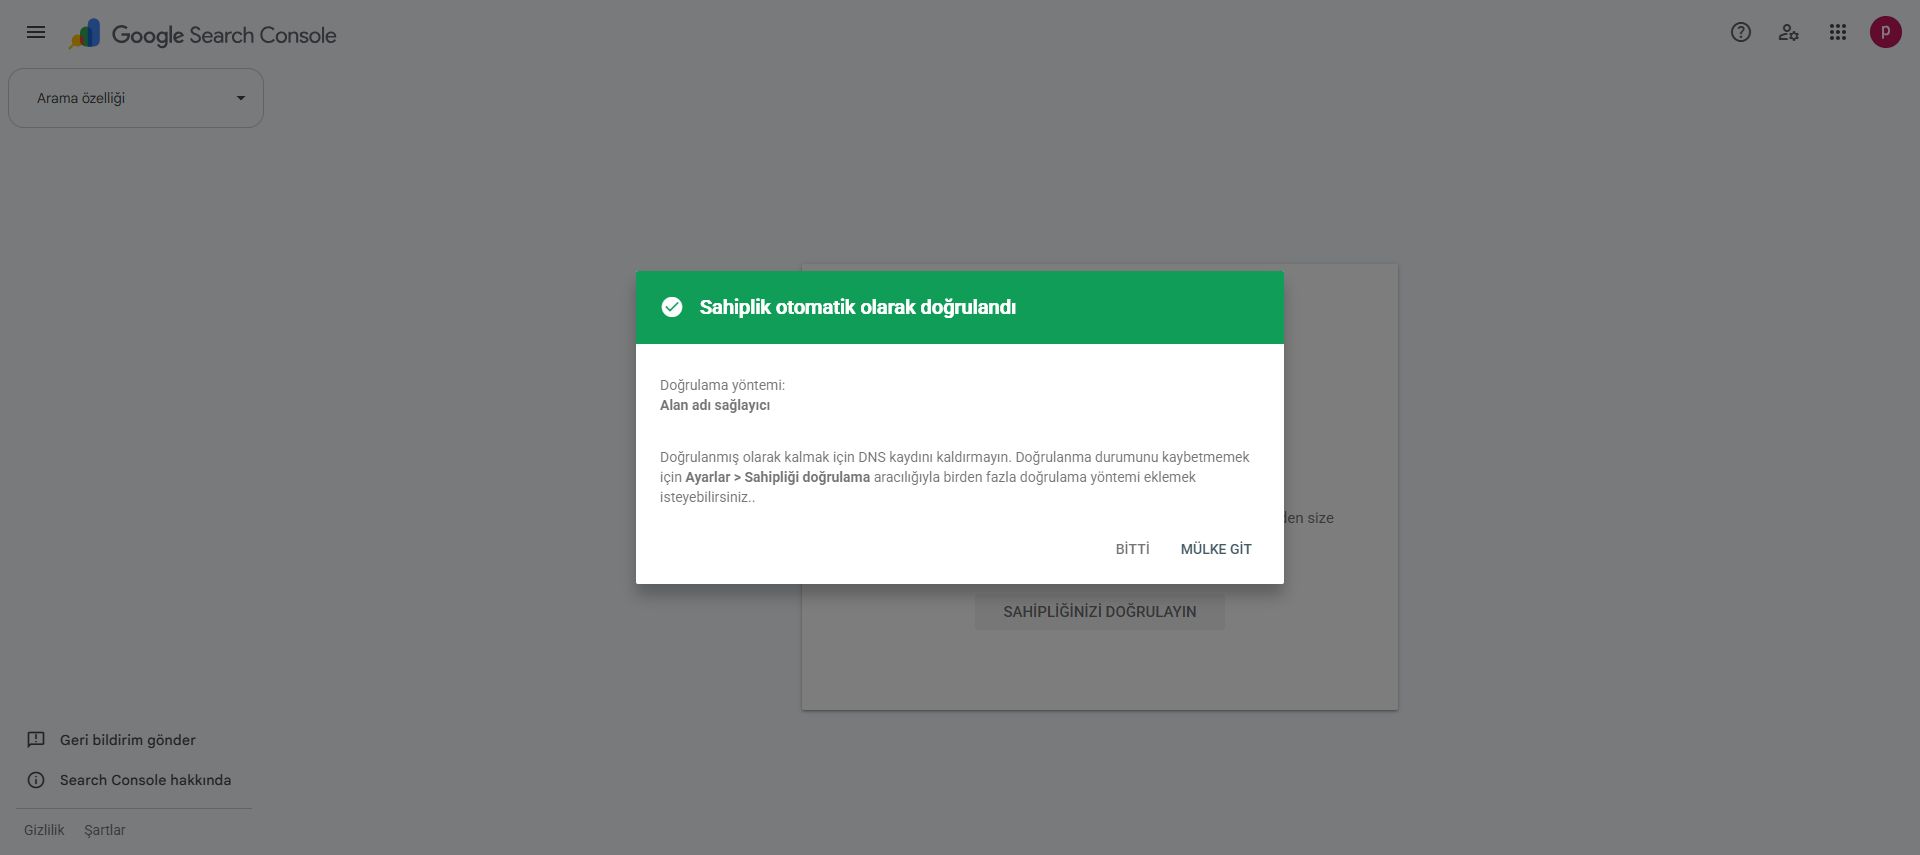 Google Search Console
P
Arama özelliği
Sahiplik otomatik olarak doğrulandı
Doğrulama yöntemi:
Alan adı sağlayıcı
Doğrulanmış olarak kalmak için DNS kaydını kaldırmayın. Doğrulanma durumunu kaybetmemek
için Ayarlar > Sahipliği doğrulama aracılığıyla birden fazla doğrulama yöntemi eklemek
isteyebilirsiniz..
size
BİTTİ MÜLKE GİT
SAHİPLİĞİNİZİ DOĞRULAYIN
Geri bildirim gönder
Search Console hakkında
Gizlilik Şartlar